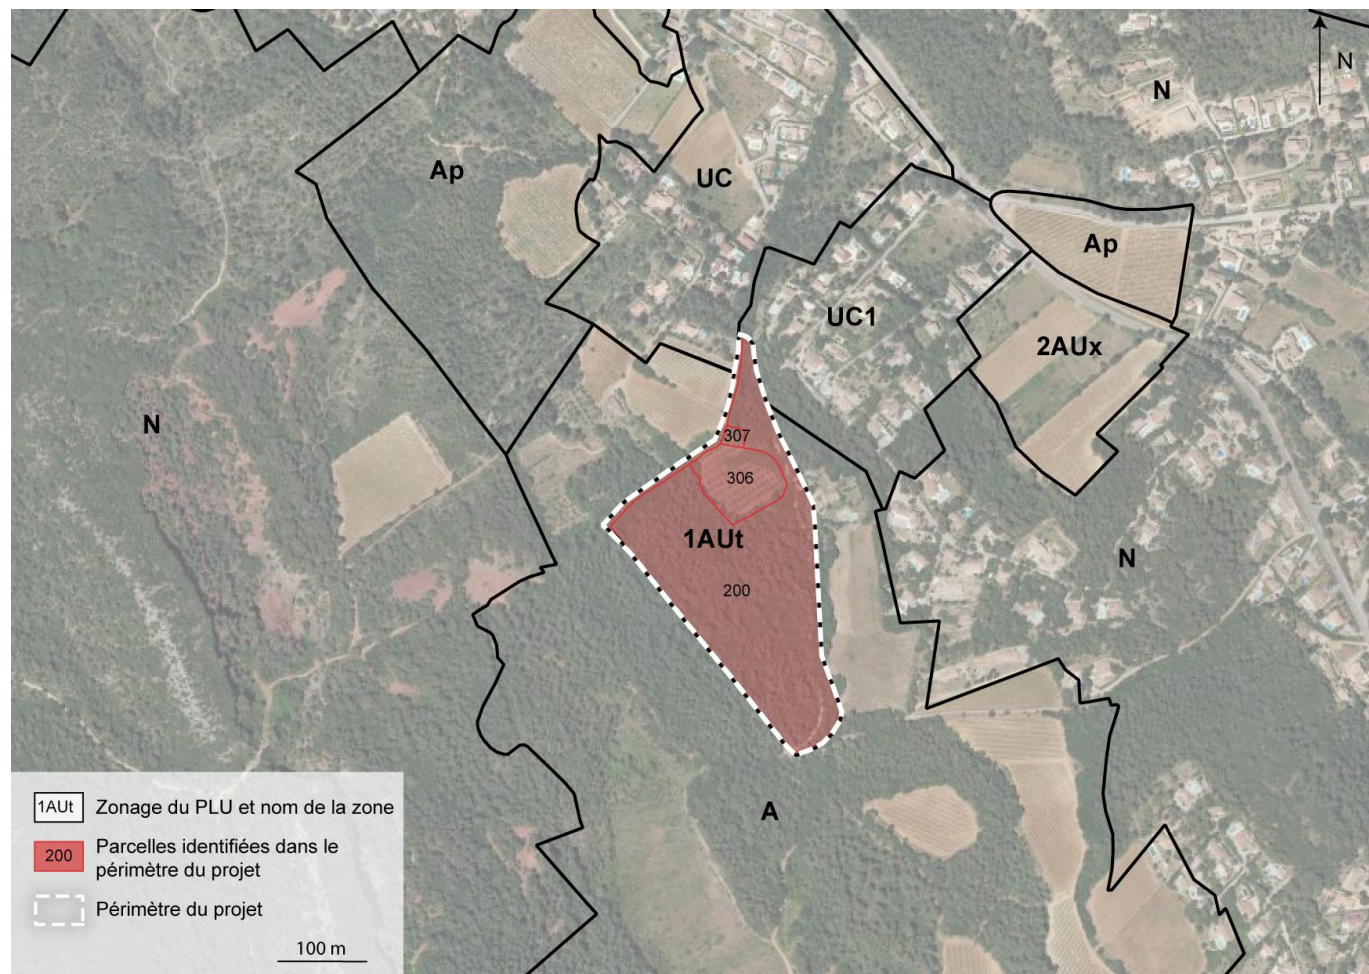 N
N
Ap
UC
Ap
UC1
2AUx
N
307
306
1AUt
200
N
A
1AUt Zonage du PLU et nom de la zone
200 Parcelles identifiées dans le
périmètre du projet
Périmètre du projet
100 m